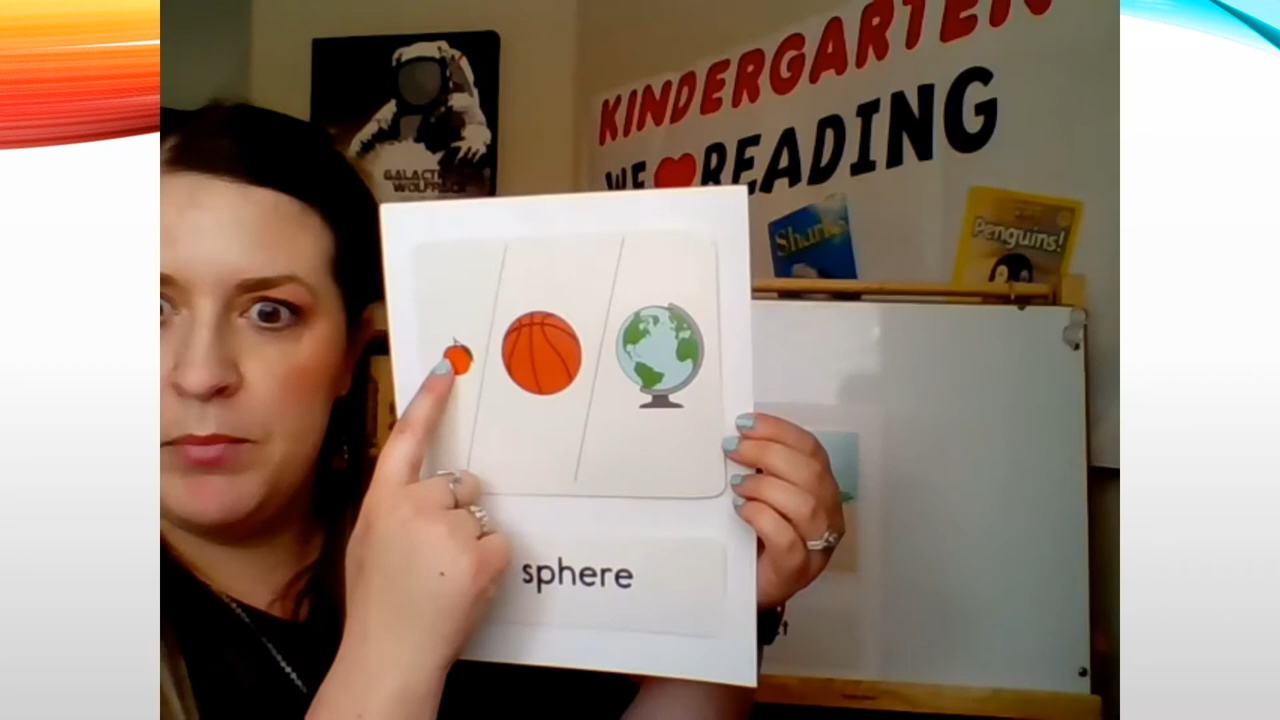 KINDERGARTEN
WE READING
GALACTIC
WOLFPACK
Sharks
Penguins!
sphere